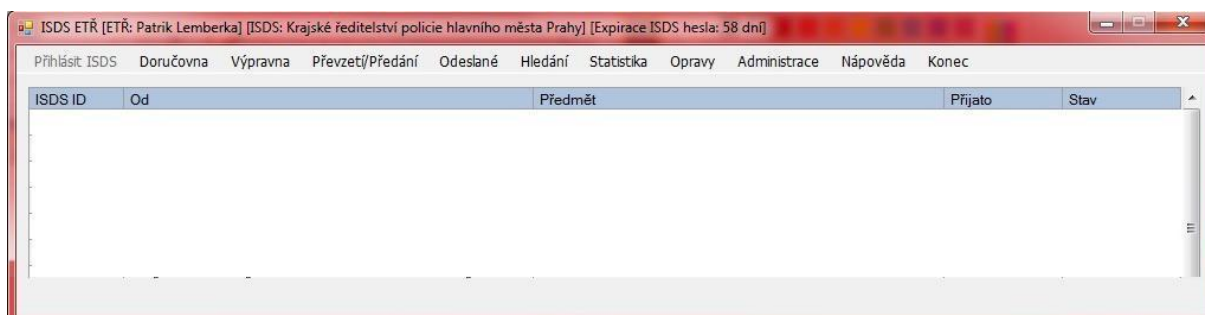 ISDS ETŘ [ETŘ: Patrik Lemberka] [ISDS: Krajské ředitelství policie hlavního města Prahy] [Expirace ISDS hesla: 58 dní]
Přihlásit ISDS Doručovna Výpravna Převzetí/Předání Odeslané Hledání Statistika Opravy Administrace Nápověda Konec
ISDS ID Od Předmět Přijato Stav